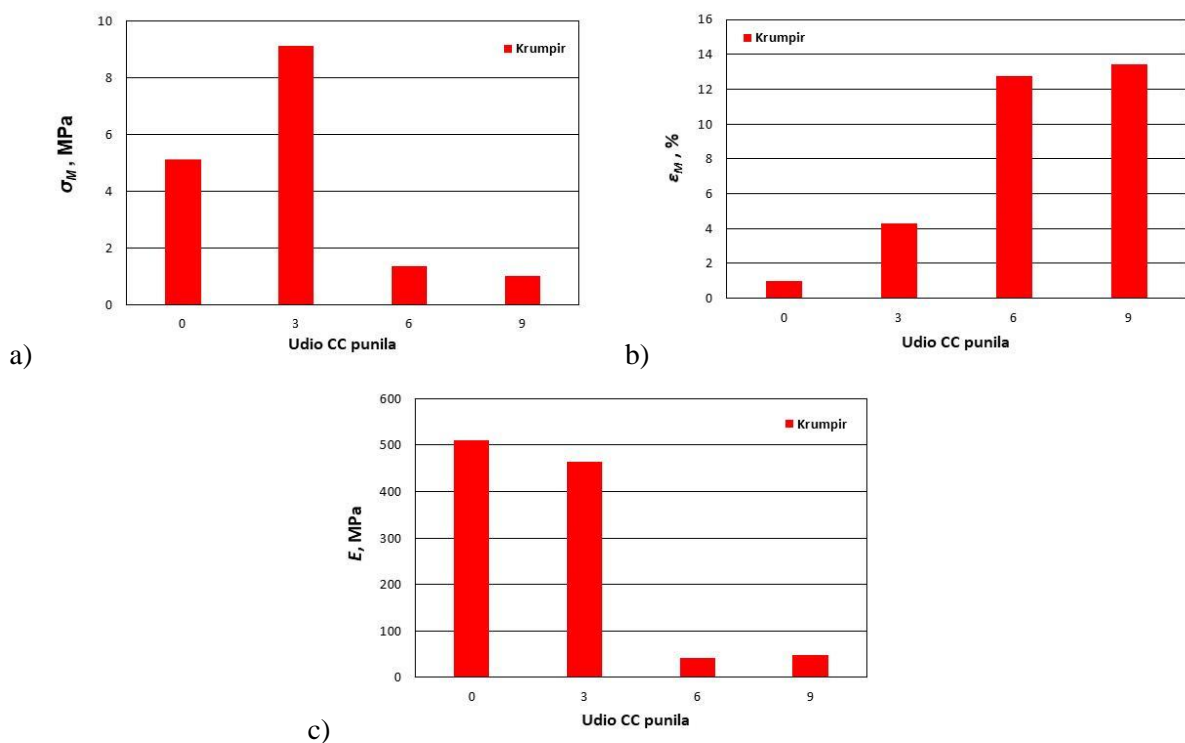 10
8
6
4
2
0
σM , MPa
Krumpir
0 3 6 9
Udio CC punila
a)
16
14
12
10
8
6
4
2
0
εM , %
Krumpir
0 3 6 9
Udio CC punila
b)
600
500
400
300
200
100
0
E, MPa
Krumpir
0 3 6 9
Udio CC punila
c)